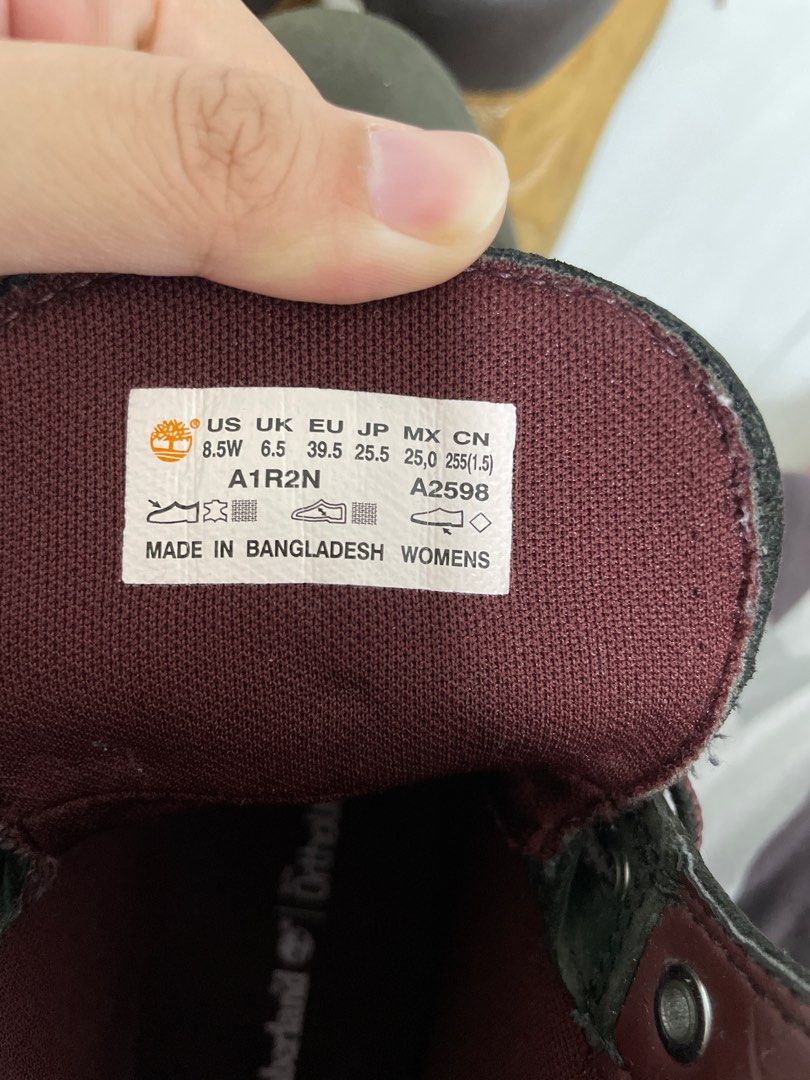 ® US UK EU JP MX CN
8.5W 6.5 39.5 25.5 25,0 255(1.5)
A1R2N A2598
MADE IN BANGLADESH WOMENS